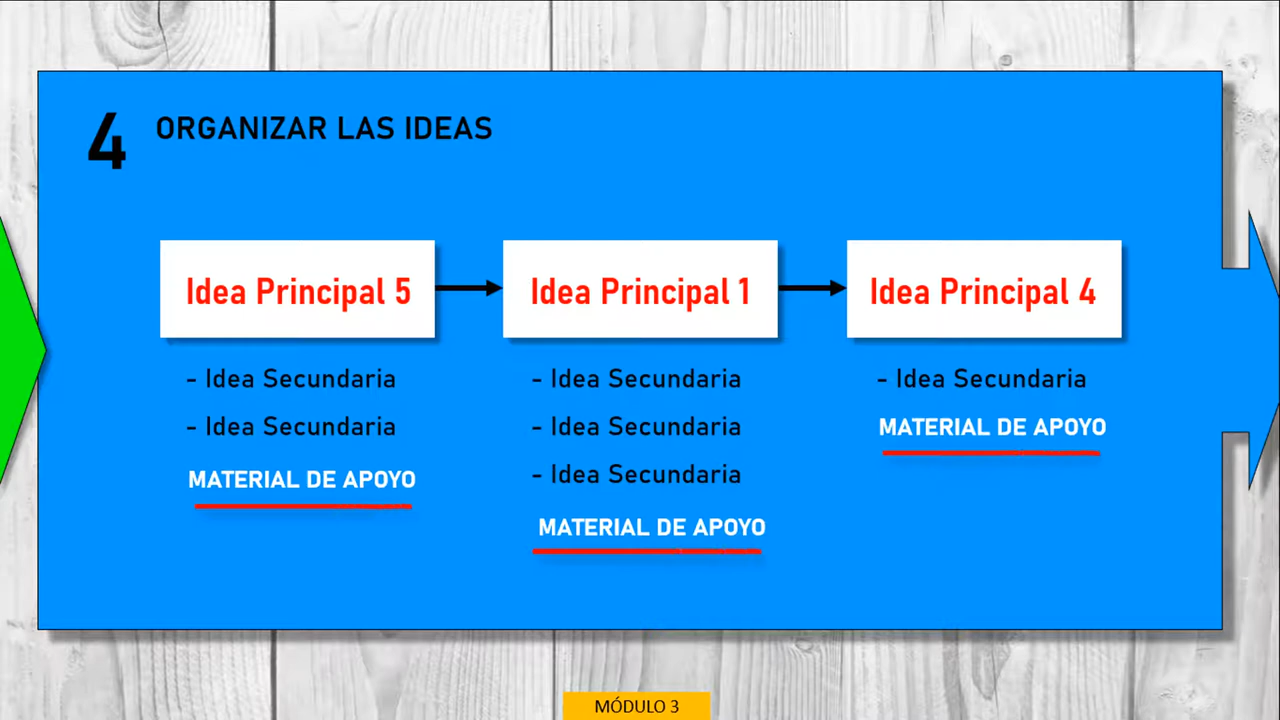 4
ORGANIZAR LAS IDEAS
Idea Principal 5
- Idea Secundaria
- Idea Secundaria
MATERIAL DE APOYO
Idea Principal 1
- Idea Secundaria
- Idea Secundaria
- Idea Secundaria
MATERIAL DE APOYO
Idea Principal 4
- Idea Secundaria
MATERIAL DE APOYO
MÓDULO 3